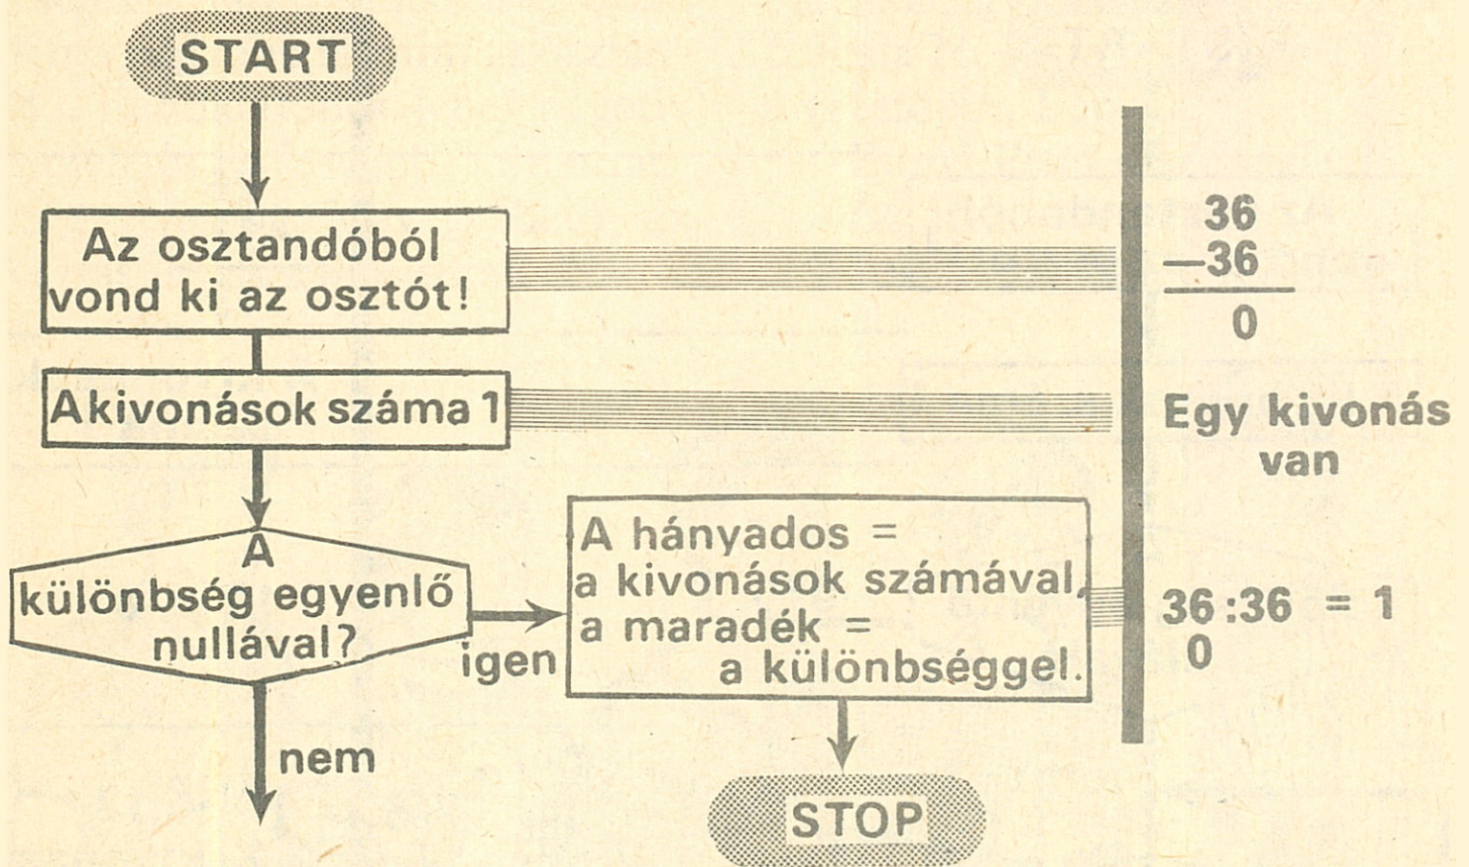 START
Az osztandóból
vond ki az osztót!
36
—36
0
A kivonások száma 1
Egy kivonás
van
A
különbség egyenlő
nullával?
igen
nem
A hányados =
a kivonások számával,
a maradék =
a különbséggel.
36:36 = 1
0
STOP